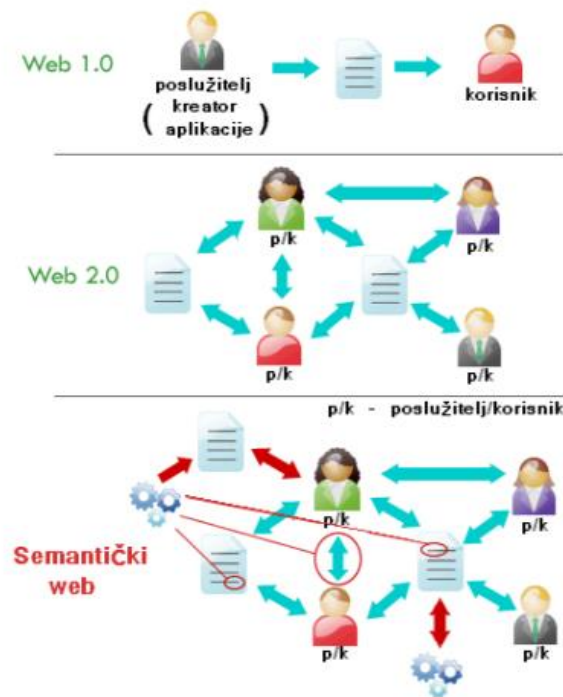 Web 1.0
poslužitelj
( kreator
aplikacije )
korisnik
Web 2.0
p/k
p/k
p/k
p/k
p/k - poslužitelj/korisnik
p/k
p/k
Semantički
web
p/k
p/k